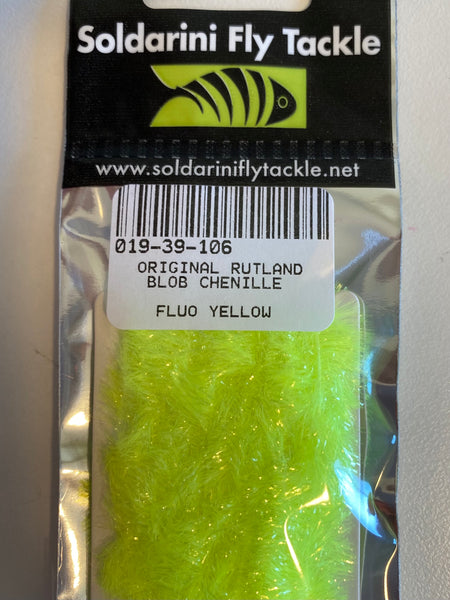 Soldarini Fly Tackle
www.soldariniflytackle.net
019-39-106
ORIGINAL RUTLAND
BLOB CHENILLE
FLUO YELLOW